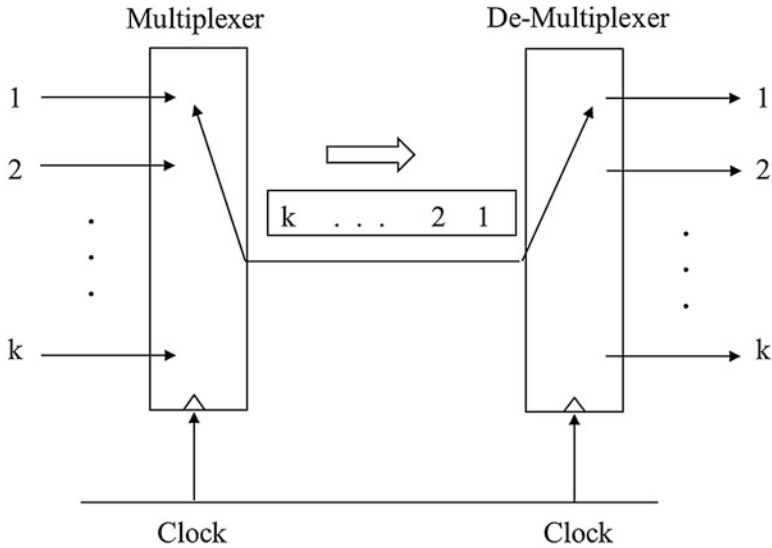 Multiplexer De-Multiplexer
1 1
2 2
k . . . 2 1
k k
Clock Clock